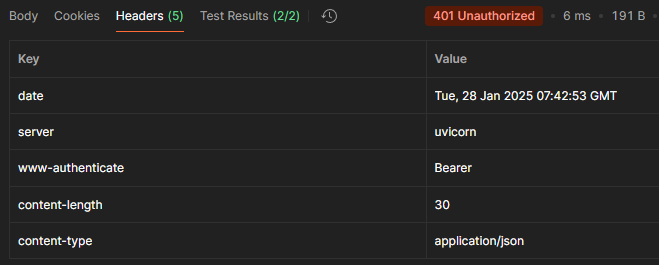 Body Cookies Headers (5) Test Results (2/2) 401 Unauthorized • 6 ms • 191 B •
Key Value
date Tue, 28 Jan 2025 07:42:53 GMT
server uvicorn
www-authenticate Bearer
content-length 30
content-type application/json